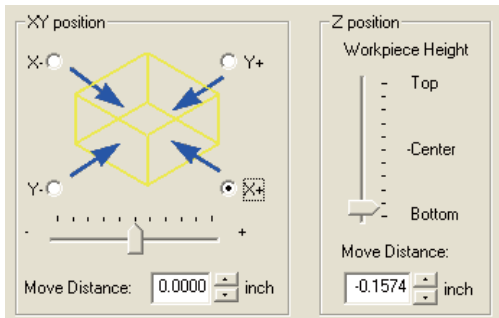 XY position
X-
Y+
Y-
X+
- +
Move Distance: 0.0000 inch
Z position
Workpiece Height
Top
-Center
Bottom
Move Distance:
-0.1574 inch